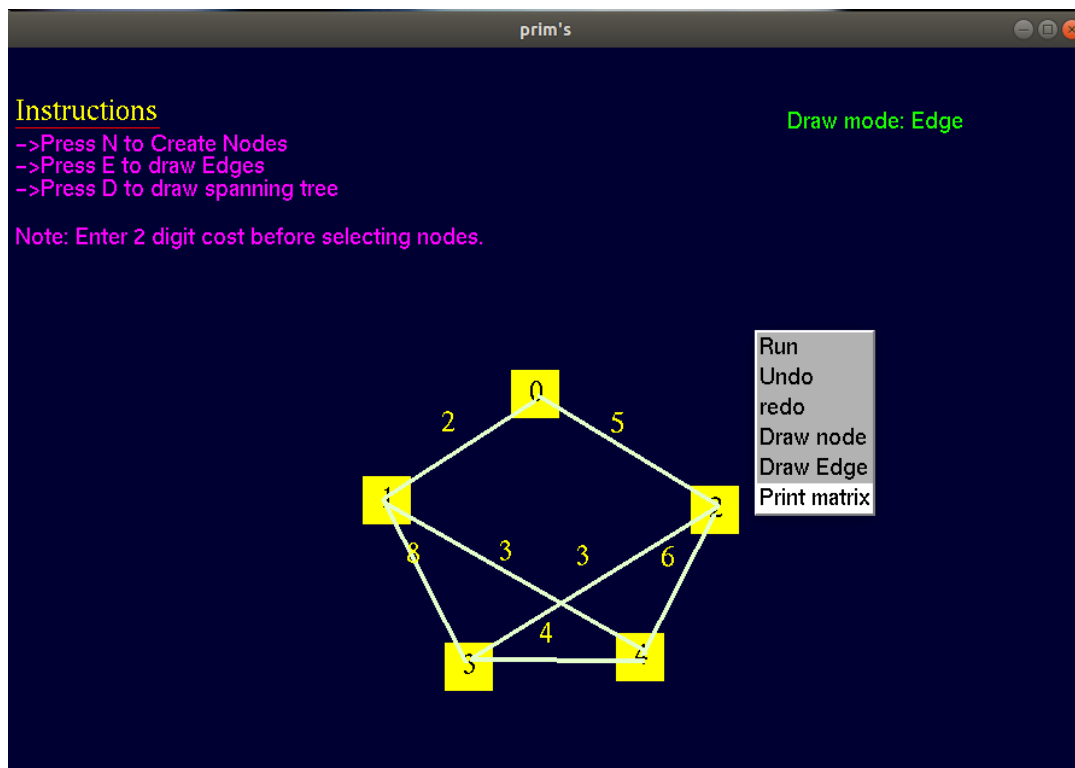 prim's
Instructions
Draw mode: Edge
->Press N to Create Nodes
->Press E to draw Edges
->Press D to draw spanning tree
Note: Enter 2 digit cost before selecting nodes.
Run
Undo
redo
Draw node
Draw Edge
Print matrix
0
2
5
1
2
8
3
3
6
4
3
4